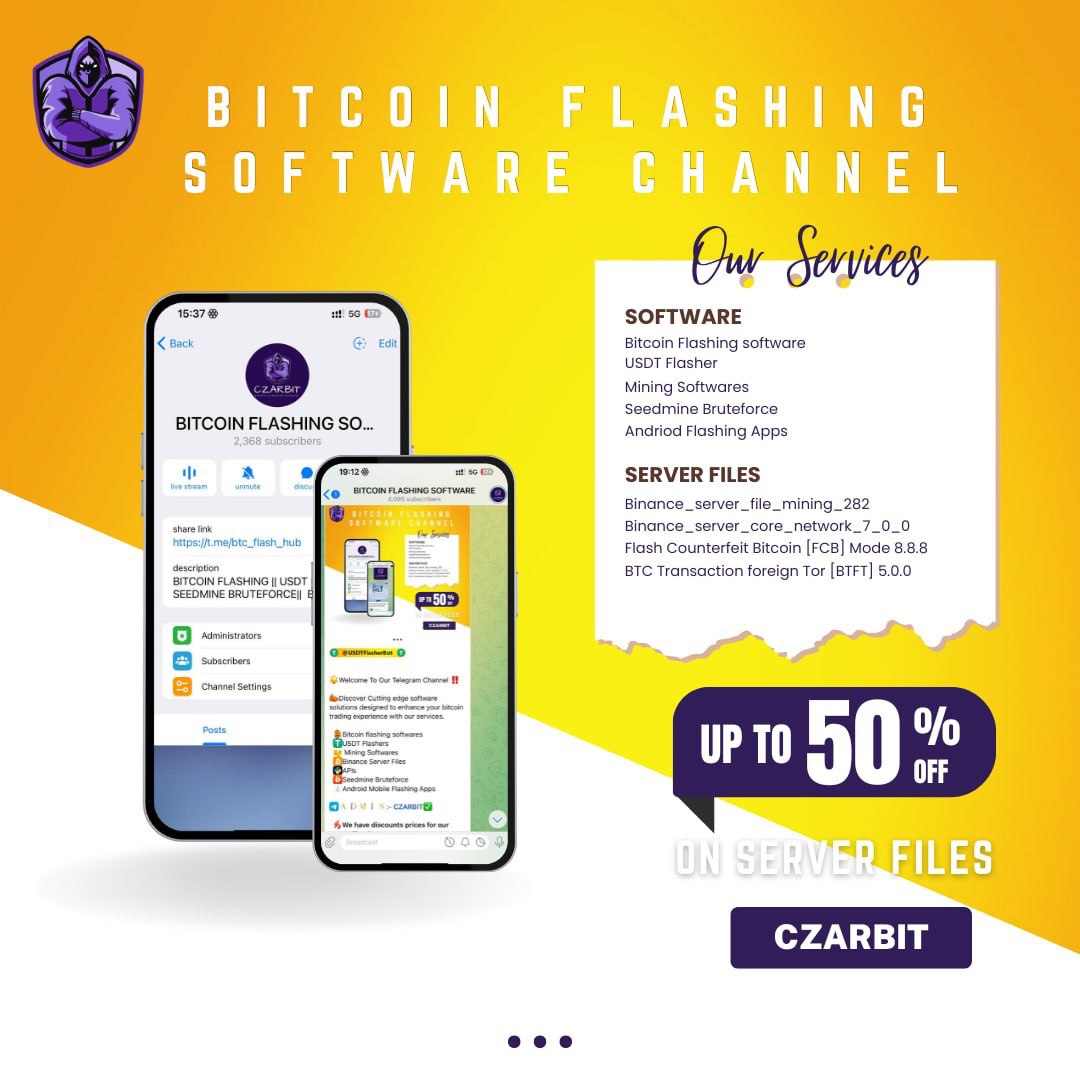 BITCOIN FLASHING
SOFTWARE CHANNEL
Our Services
SOFTWARE
Bitcoin Flashing software
USDT Flasher
Mining Softwares
Seedmine Bruteforce
Andriod Flashing Apps
SERVER FILES
Binance_server_file_mining_282
Binance_server_core_network_7_0_0
Flash Counterfeit Bitcoin [FCB] Mode 8.8.8
BTC Transaction foreign Tor [BTFT] 5.0.0
UP TO 50% OFF
ON SERVER FILES
CZARBIT
15:37 5G 17
Back Edit
CZARBIT
BITCOIN FLASHING SO...
2,368 subscribers
live stream unmute discu
share link
https://t.me/btc_flash_hub
description
BITCOIN FLASHING || USDT
SEEDMINE BRUTEFORCE||
Administrators
Subscribers
Channel Settings
Posts
19:12 5G
BITCOIN FLASHING SOFTWARE
4,095 subscribers
BITCOIN FLASHING
SOFTWARE CHANNEL
Our Services
UP TO 50%
CZARBIT
@USDTFlasherBot
Welcome To Our Telegram Channel
Discover Cutting edge software
solutions designed to enhance your bitcoin
trading experience with our services.
Bitcoin flashing softwares
USDT Flashers
Mining Softwares
Binance Server Files
APIs
Seedmine Bruteforce
Android Mobile Flashing Apps
ADMIN:- CZARBIT
We have discounts prices for our
Broadcast